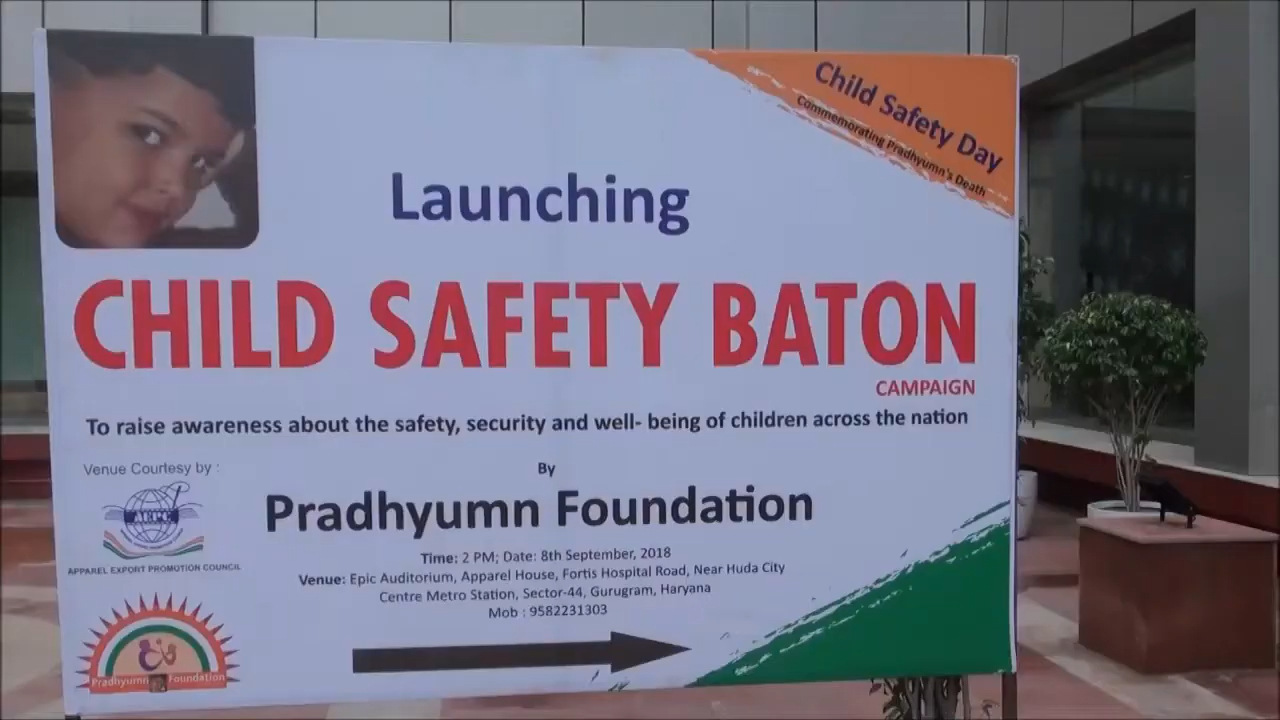 Child Safety Day
Commemorating Pradhyumn's Death
Launching
CHILD SAFETY BATON
CAMPAIGN
To raise awareness about the safety, security and well- being of children across the nation
Venue Courtesy by :
By
AEPC
Pradhyumn Foundation
APPAREL EXPORT PROMOTION COUNCIL
Time: 2 PM; Date: 8th September, 2018
Venue: Epic Auditorium, Apparel House, Fortis Hospital Road, Near Huda City
Centre Metro Station, Sector-44, Gurugram, Haryana
Mob : 9582231303
Pradhyumn Foundation